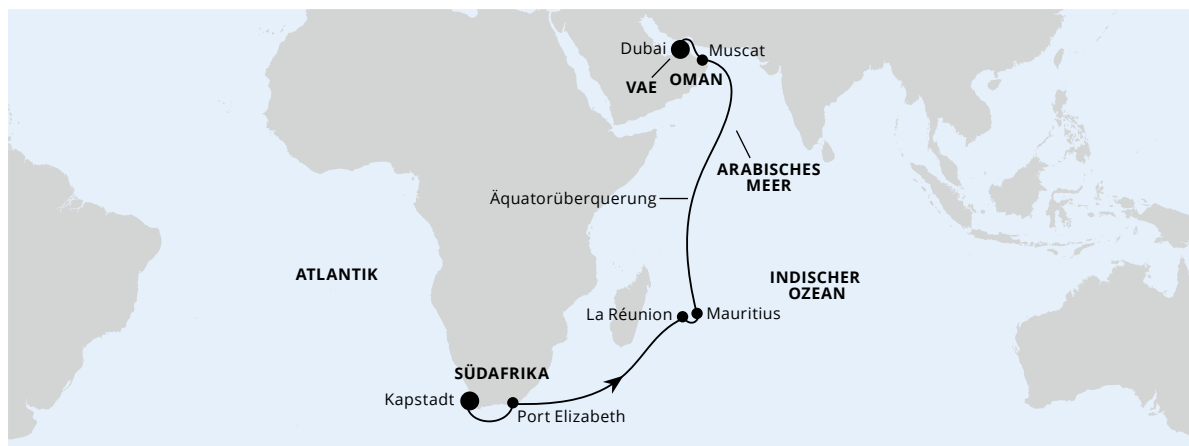 Dubai
Muscat
VAE
OMAN
ARABISCHES
MEER
Äquatorüberquerung
ATLANTIK
INDISCHER
OZEAN
La Réunion
Mauritius
SÜDAFRIKA
Kapstadt
Port Elizabeth